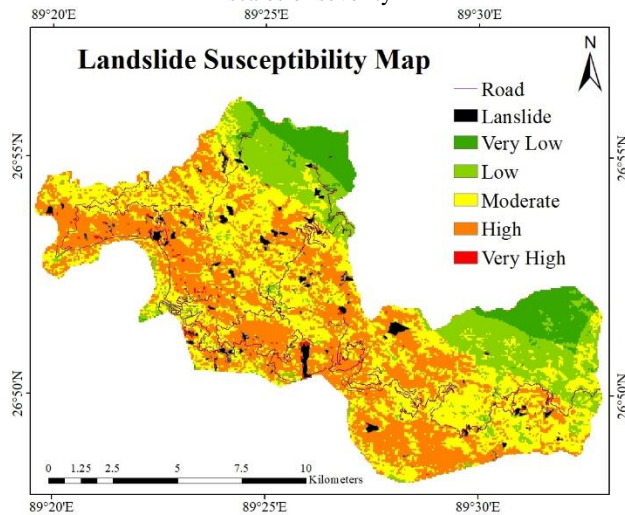 89°20'E 89°25'E 89°30'E
Landslide Susceptibility Map
N
Road
Lanslide
Very Low
Low
Moderate
High
Very High
26°55'N
26°55'N
26°50'N
26°50'N
0 1.25 2.5 5 7.5 10
Kilometers
89°20'E 89°25'E 89°30'E